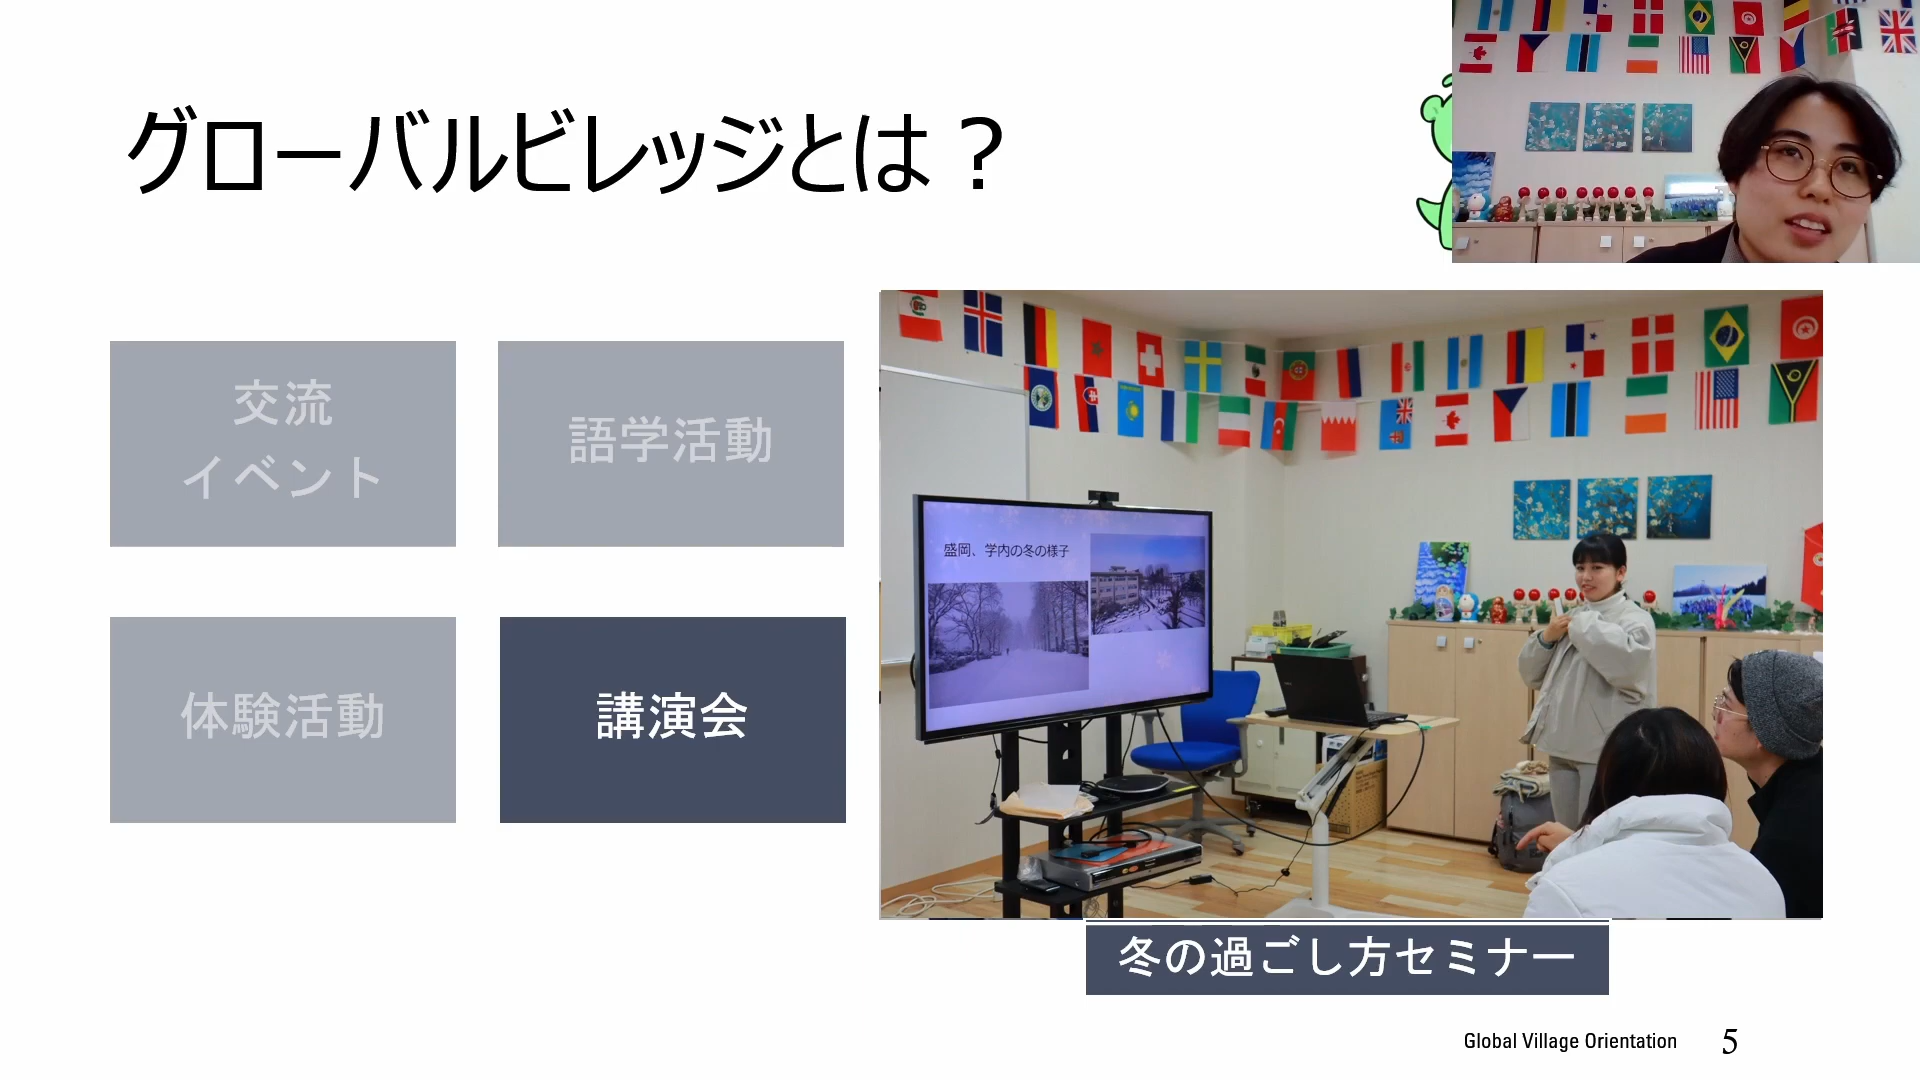 グローバルビレッジとは？
交流
イベント
語学活動
体験活動
講演会
盛岡、学内の冬の様子
冬の過ごし方セミナー
Global Village Orientation
5